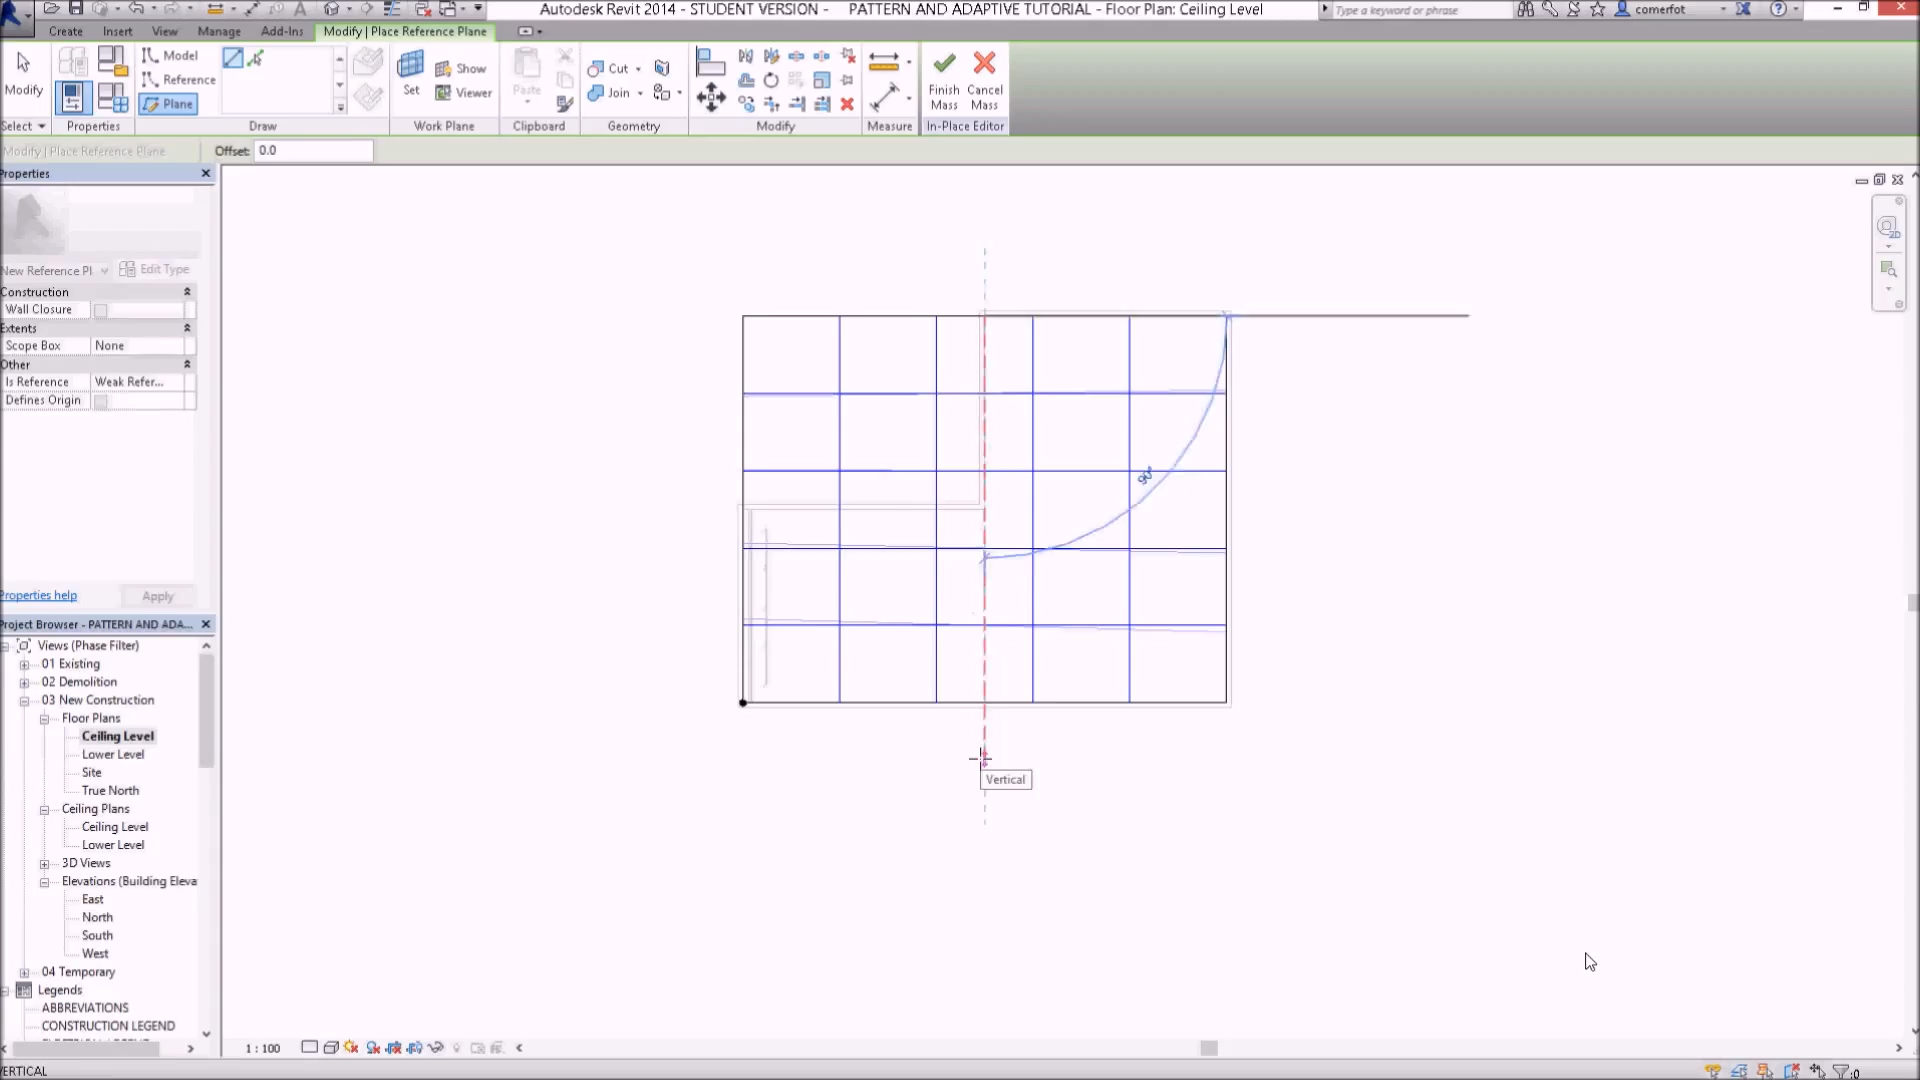 Autodesk Revit 2014 - STUDENT VERSION - PATTERN AND ADAPTIVE TUTORIAL - Floor Plan: Ceiling Level
Type a keyword or phrase
comerfot
Create Insert View Manage Add-Ins Modify | Place Reference Plane
Modify
Model
Reference
Plane
Set
Show
Viewer
Paste
Cut
Join
Finish Mass
Cancel Mass
Select Properties Draw Work Plane Clipboard Geometry Modify Measure In-Place Editor
Modify | Place Reference Plane Offset: 0.0
Properties
New Reference Pl Edit Type
Construction
Wall Closure
Extents
Scope Box None
Other
Is Reference Weak Refer...
Defines Origin
Properties help Apply
Project Browser - PATTERN AND ADA...
Views (Phase Filter)
01 Existing
02 Demolition
03 New Construction
Floor Plans
Ceiling Level
Lower Level
Site
True North
Ceiling Plans
Ceiling Level
Lower Level
3D Views
Elevations (Building Eleva
East
North
South
West
04 Temporary
Legends
ABBREVIATIONS
CONSTRUCTION LEGEND
90°
Vertical
2D
1 : 100
VERTICAL
:0